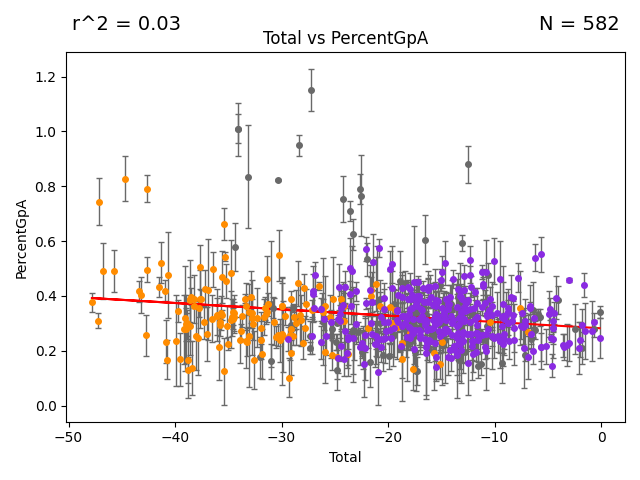 r^2 = 0.03
N = 582
Total vs PercentGpA
PercentGpA
1.2
1.0
0.8
0.6
0.4
0.2
0.0
−50
−40
−30
−20
−10
0
Total